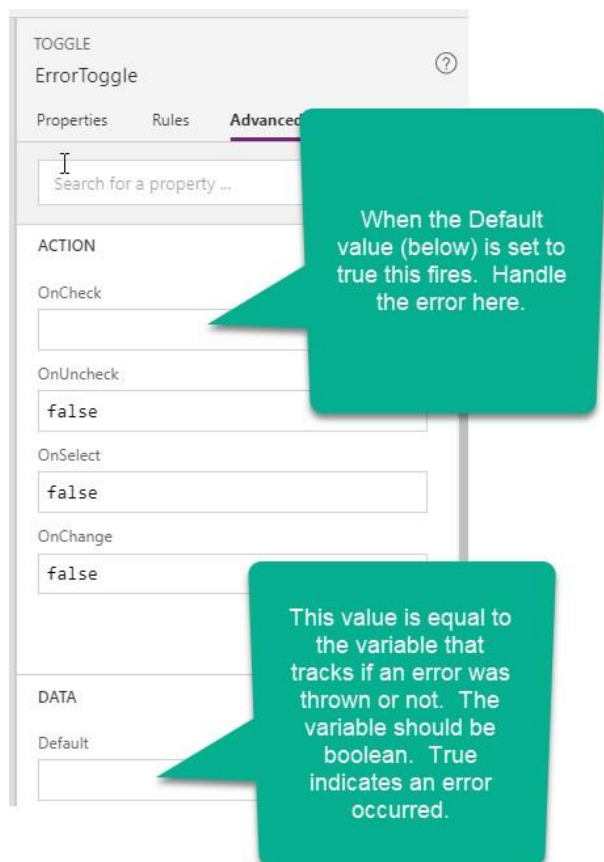 TOGGLE
ErrorToggle
Properties Rules Advanced
Search for a property ...
When the Default
value (below) is set to
true this fires.  Handle
the error here.
ACTION
OnCheck
OnUncheck
false
OnSelect
false
OnChange
false
This value is equal to
the variable that
tracks if an error was
thrown or not.  The
variable should be
boolean.  True
indicates an error
occurred.
DATA
Default